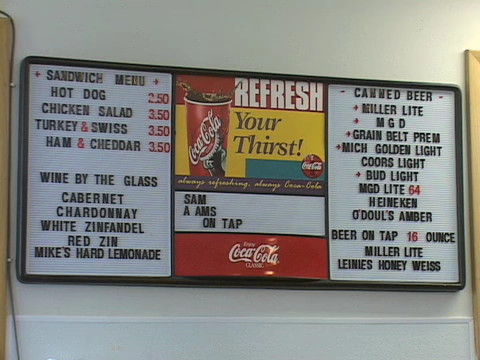 + SANDWICH MENU +
HOT DOG 2.50
CHICKEN SALAD 3.50
TURKEY & SWISS 3.50
HAM & CHEDDAR 3.50
WINE BY THE GLASS
CABERNET
CHARDONNAY
WHITE ZINFANDEL
RED ZIN
MIKE'S HARD LEMONADE
REFRESH
Your
Thirst!
Coca-Cola
Coca-Cola
always refreshing, always Coca-Cola
SAM
A AMS
ON TAP
Enjoy
Coca-Cola
CLASSIC
- CANNED BEER -
+ MILLER LITE
+ M G D
+ GRAIN BELT PREM
+ MICH GOLDEN LIGHT
COORS LIGHT
+ BUD LIGHT
MGD LITE 64
HEINEKEN
O'DOUL'S AMBER
BEER ON TAP 16 OUNCE
MILLER LITE
LEINIES HONEY WEISS